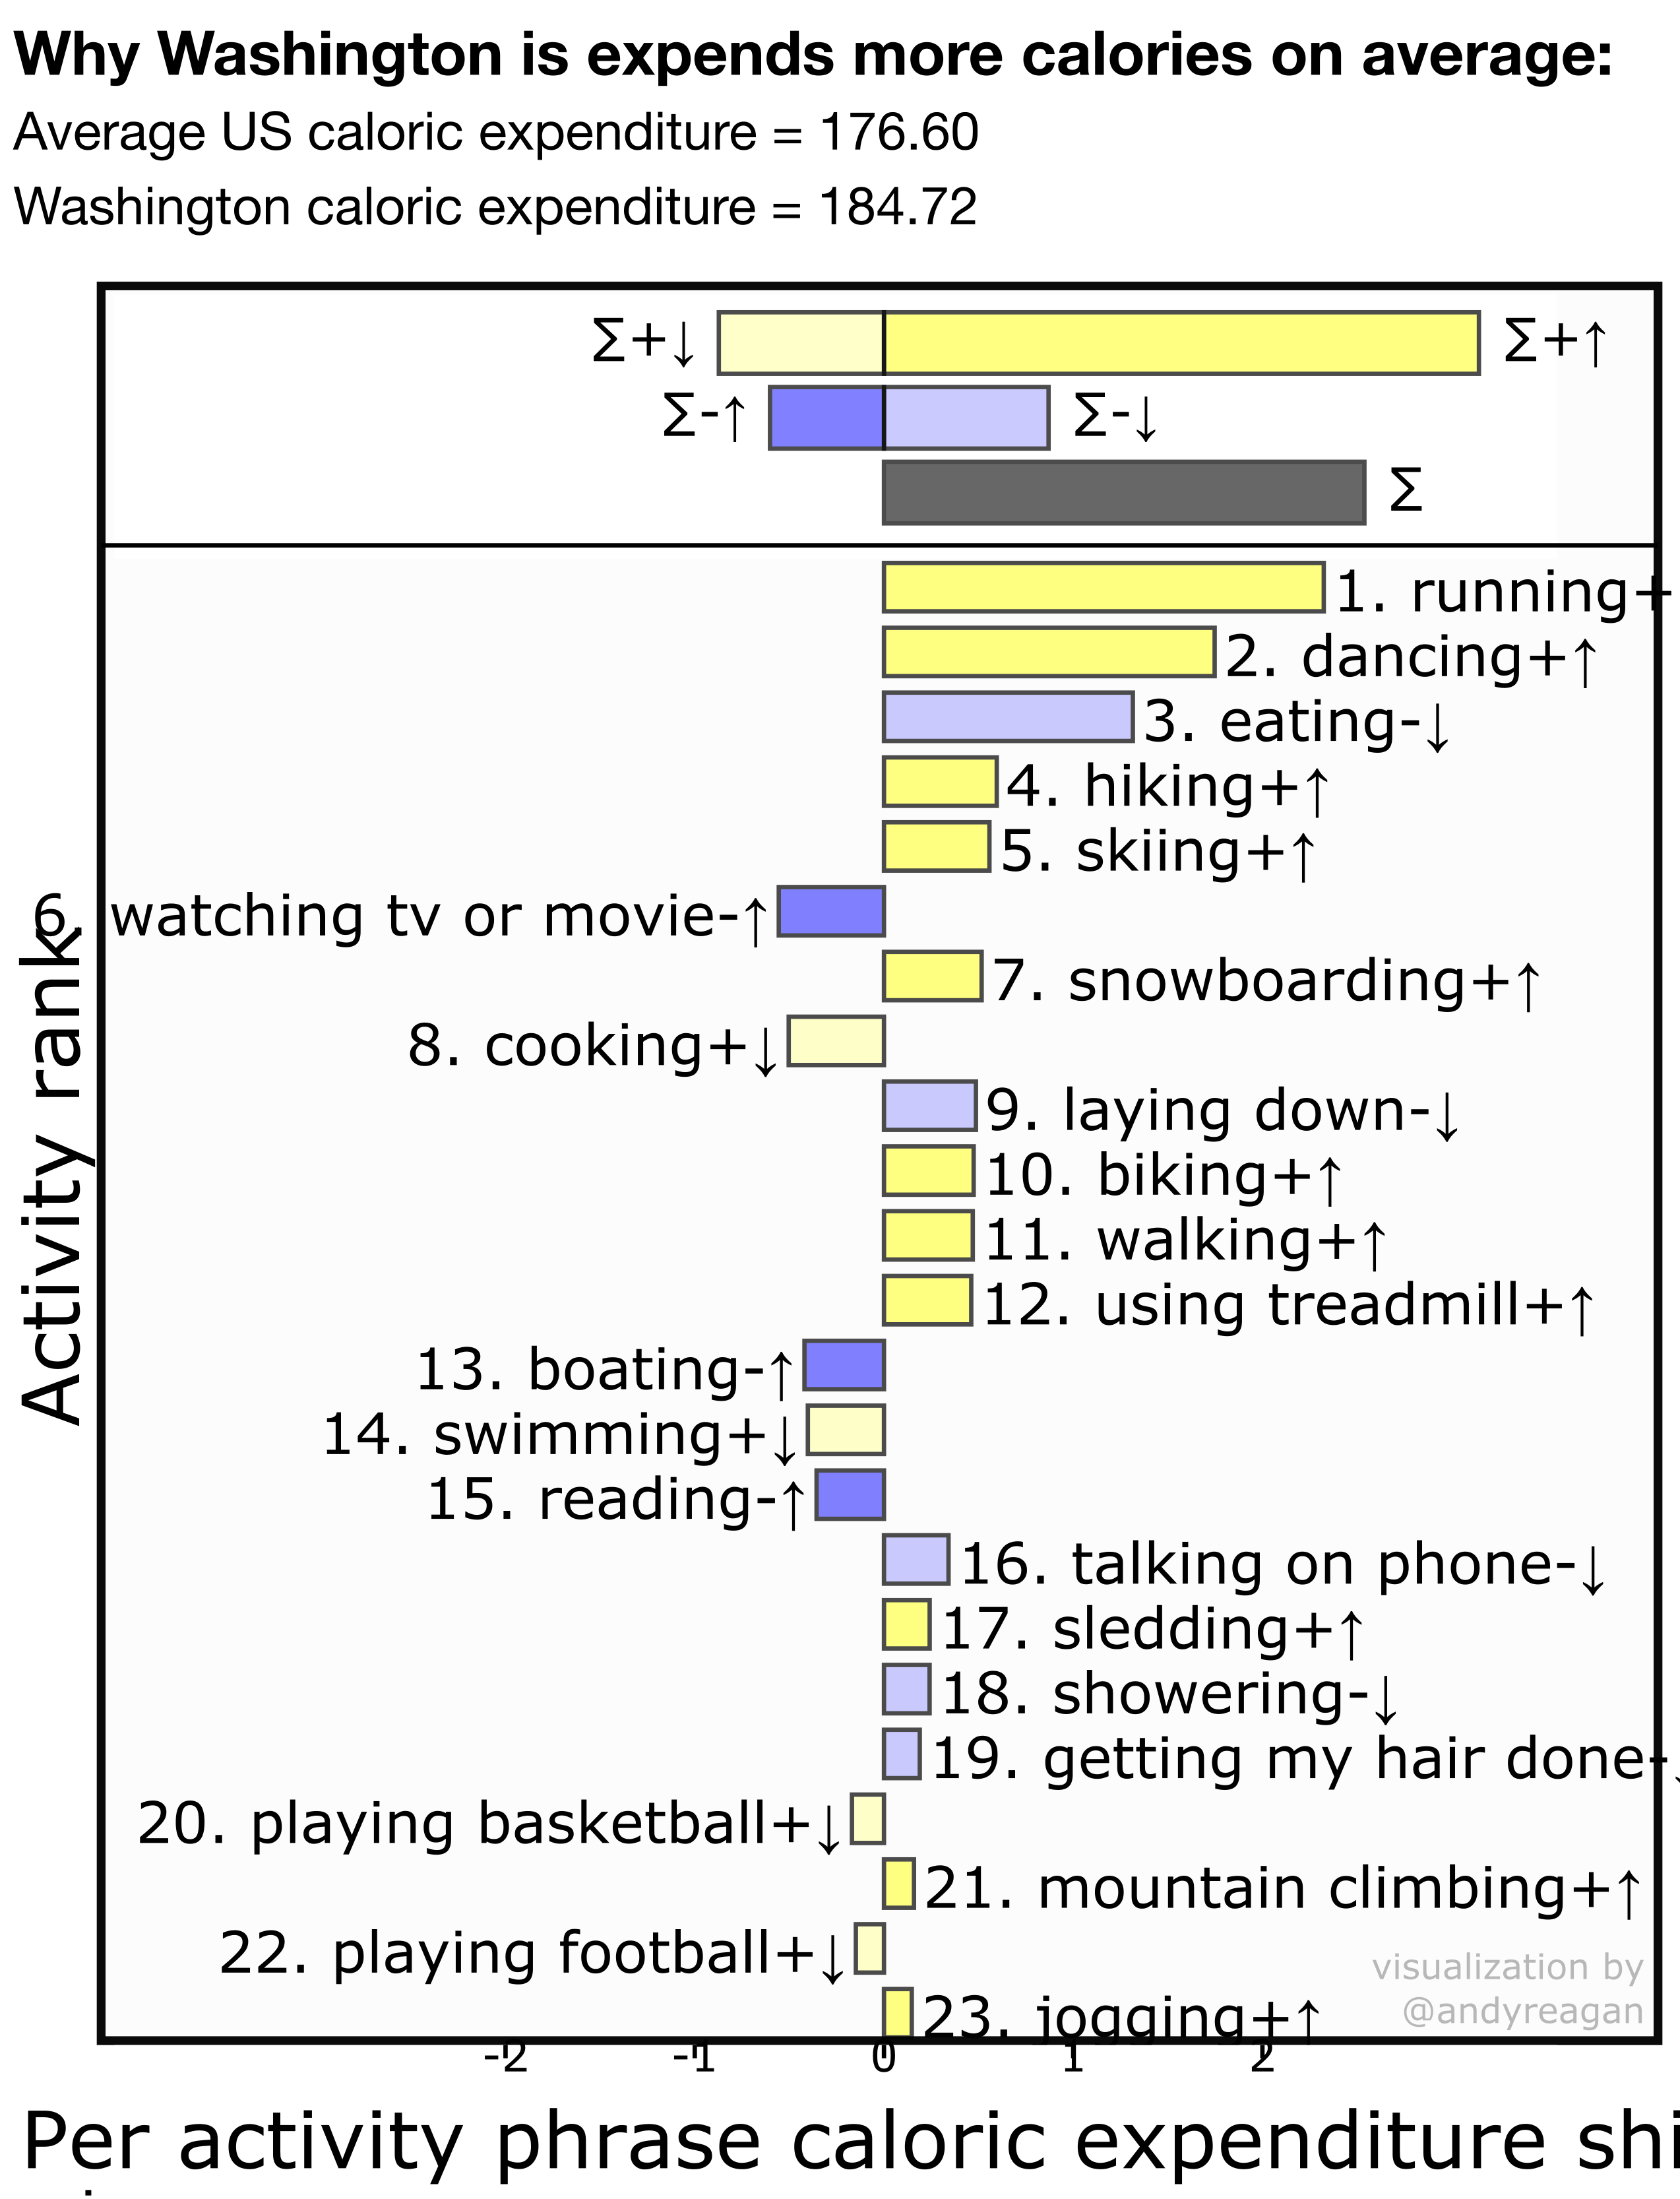 Why Washington is expends more calories on average:
Average US caloric expenditure = 176.60
Washington caloric expenditure = 184.72
∑+↓ ∑+↑
∑-↑ ∑-↓
∑
1. running+
2. dancing+↑
3. eating-↓
4. hiking+↑
5. skiing+↑
6. watching tv or movie-↑
7. snowboarding+↑
8. cooking+↓
9. laying down-↓
10. biking+↑
11. walking+↑
12. using treadmill+↑
13. boating-↑
14. swimming+↓
15. reading-↑
16. talking on phone-↓
17. sledding+↑
18. showering-↓
19. getting my hair done-↓
20. playing basketball+↓
21. mountain climbing+↑
22. playing football+↓
23. jogging+↑
Activity rank
visualization by
@andyreagan
-2 -1 0 1 2
Per activity phrase caloric expenditure shi